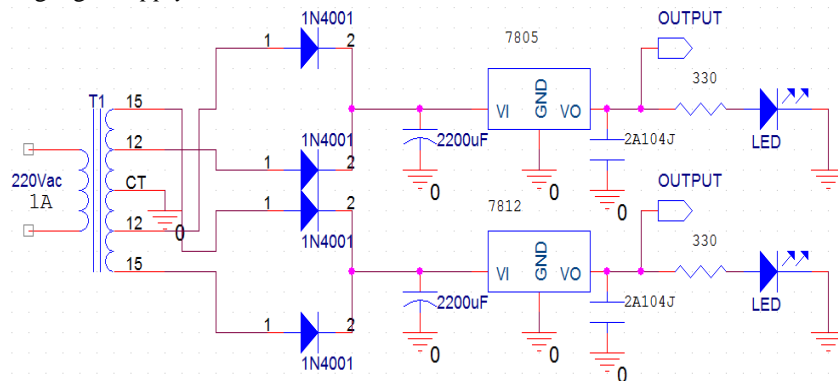 1N4001
7805
OUTPUT
1
2
330
T1
15
VI
GND
VO
12
1N4001
2200uF
2A104J
LED
1
2
0
0
0
220Vac
CT
1A
0
1
2
OUTPUT
12
1N4001
7812
330
15
VI
GND
VO
2200uF
2A104J
LED
1
2
0
0
0
1N4001